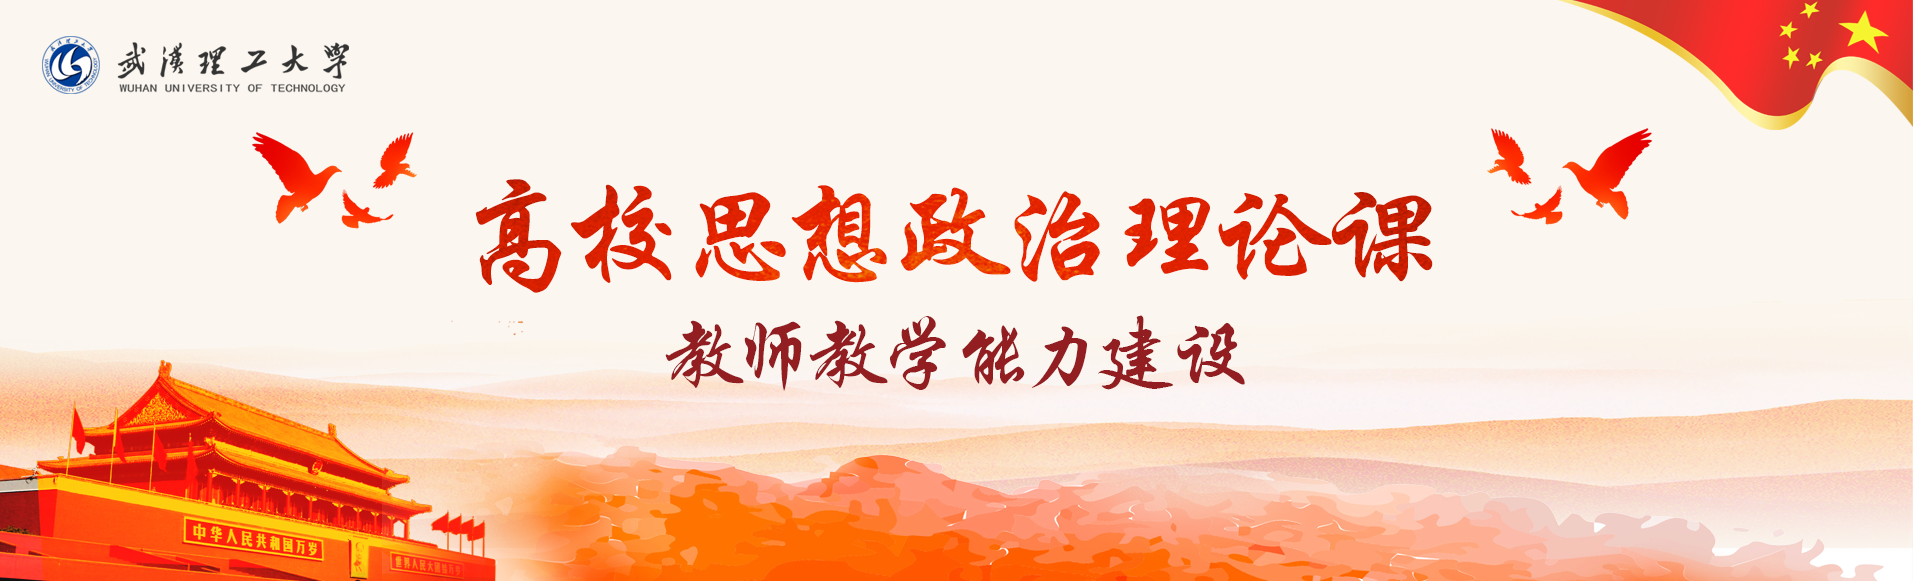 武漢理工大學
WUHAN UNIVERSITY OF TECHNOLOGY
高校思想政治理论课
教师教学能力建设
中华人民共和国万岁
世界人民大团结万岁